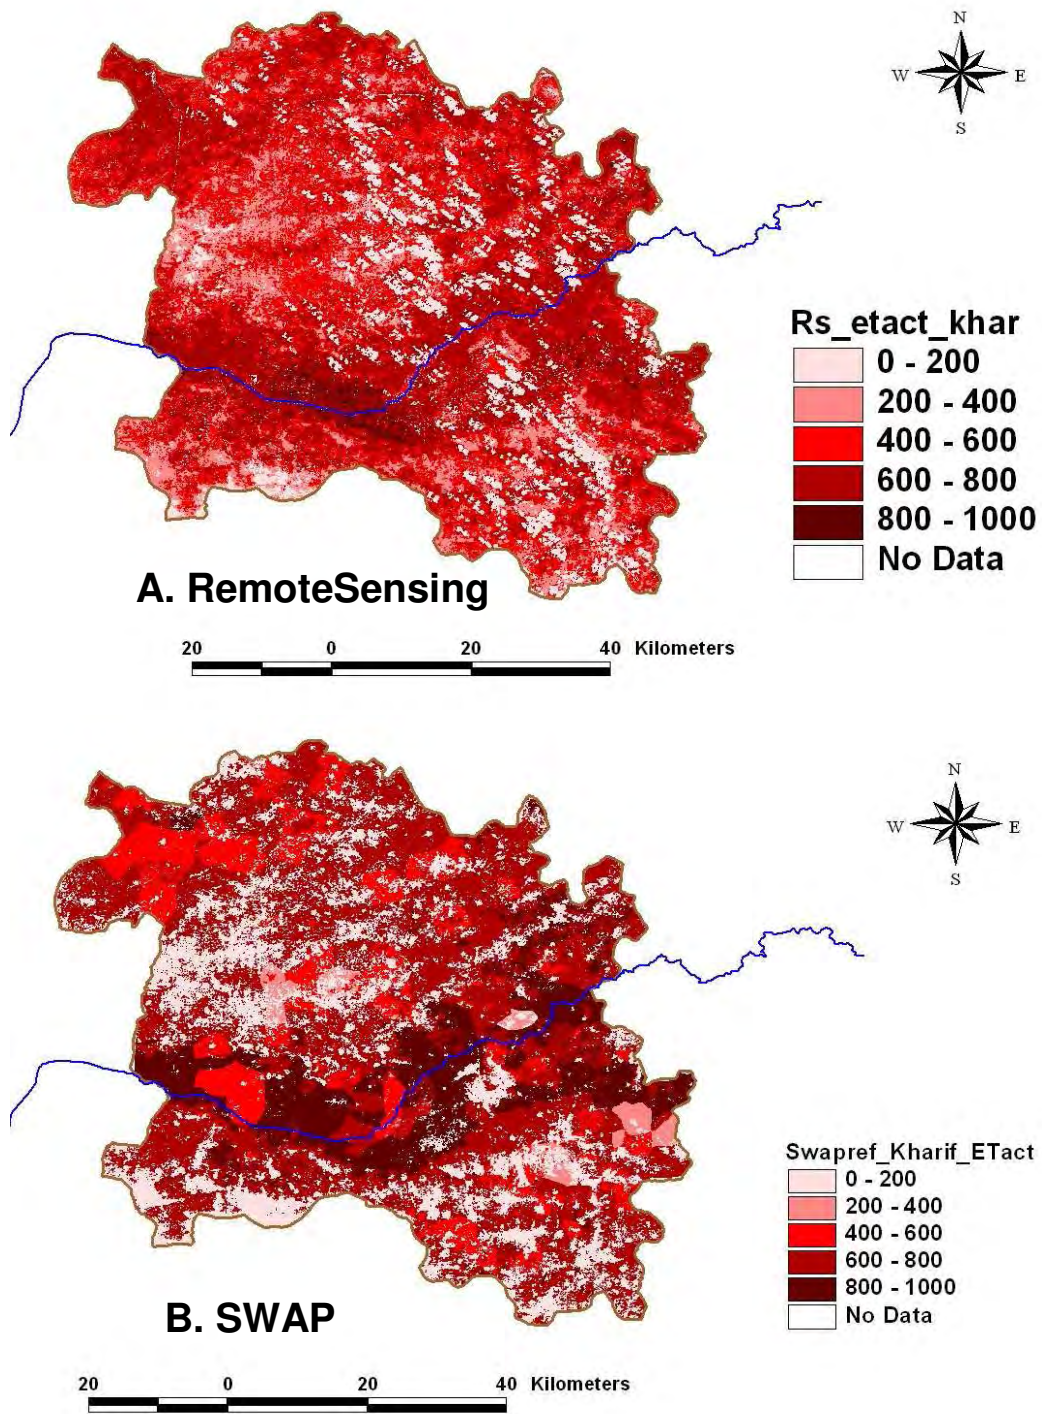 N
W E
S
Rs_etact_khar
0 - 200
200 - 400
400 - 600
600 - 800
800 - 1000
No Data
A. RemoteSensing
20 0 20 40 Kilometers
N
W E
S
Swapref_Kharif_ETact
0 - 200
200 - 400
400 - 600
600 - 800
800 - 1000
No Data
B. SWAP
20 0 20 40 Kilometers